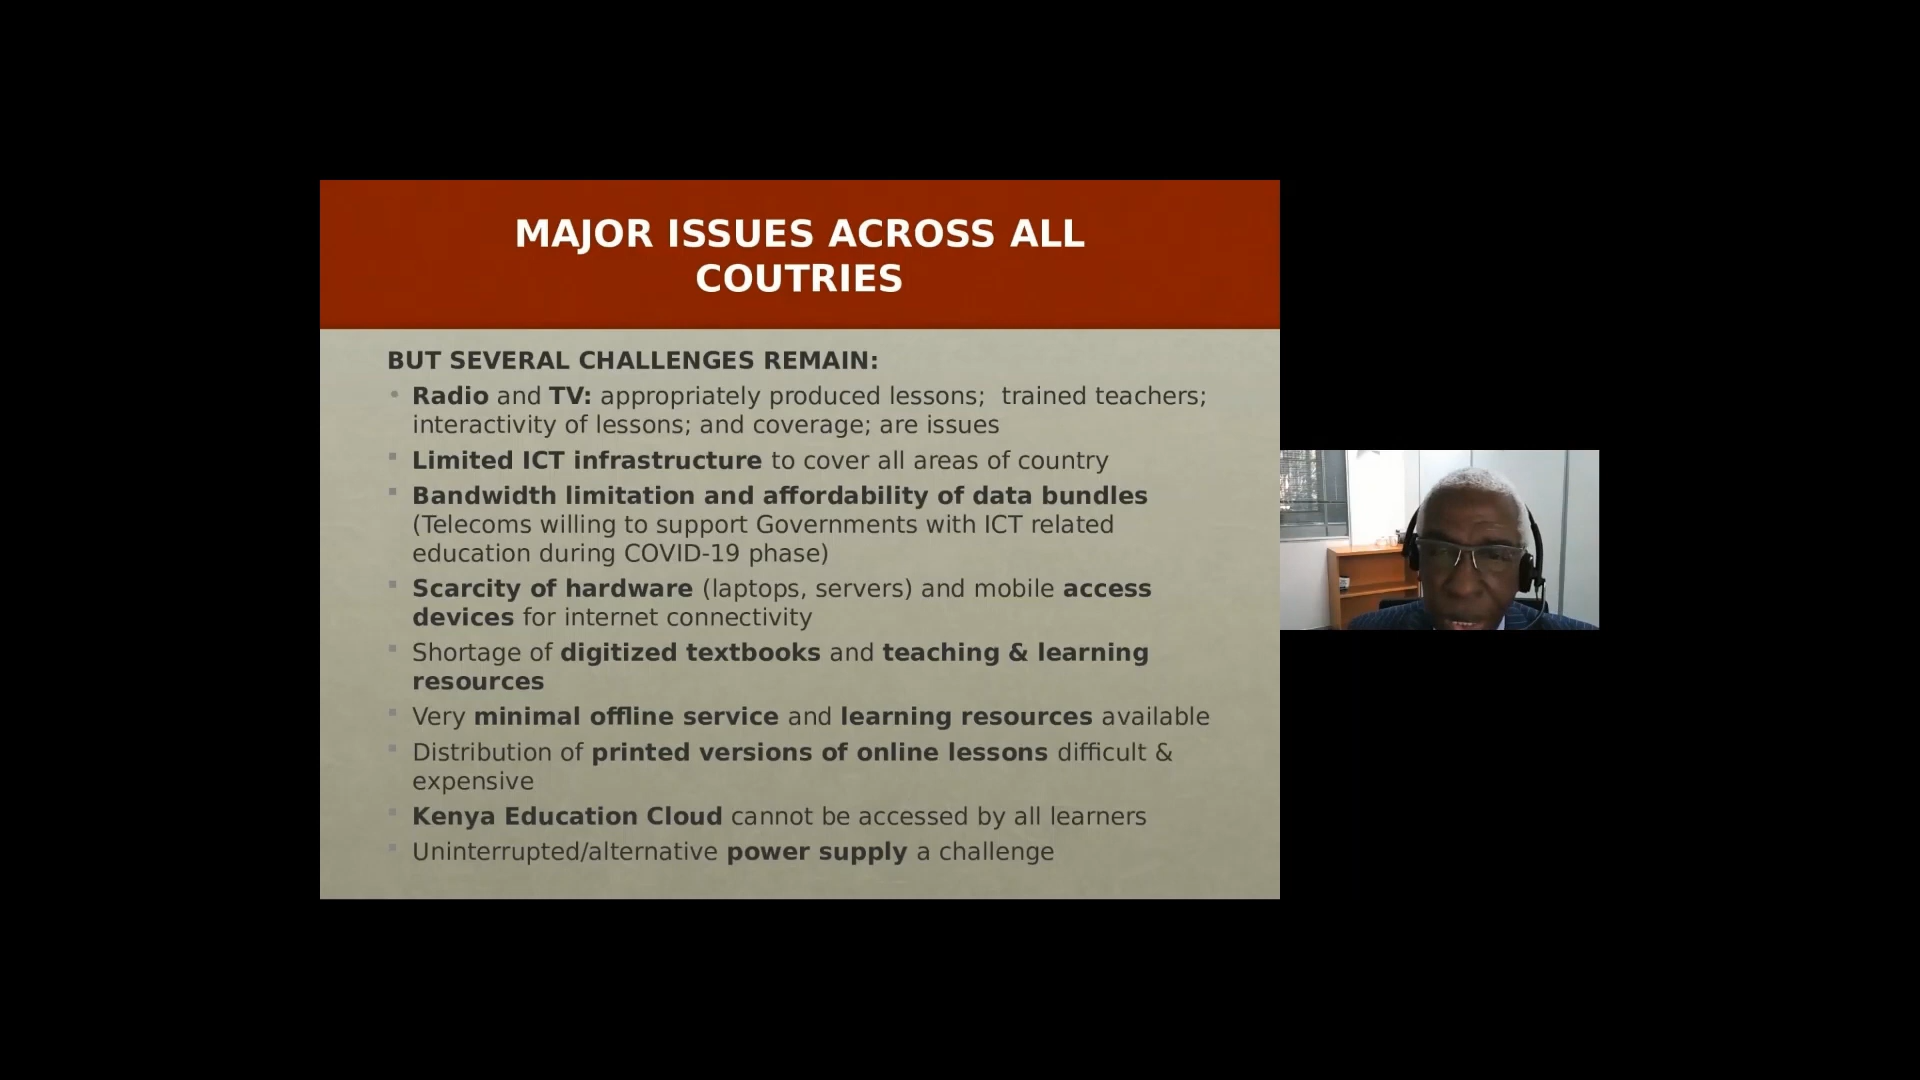 MAJOR ISSUES ACROSS ALL
COUTRIES
BUT SEVERAL CHALLENGES REMAIN:
• Radio and TV: appropriately produced lessons;  trained teachers;
interactivity of lessons; and coverage; are issues
▪ Limited ICT infrastructure to cover all areas of country
▪ Bandwidth limitation and affordability of data bundles
(Telecoms willing to support Governments with ICT related
education during COVID-19 phase)
▪ Scarcity of hardware (laptops, servers) and mobile access
devices for internet connectivity
▪ Shortage of digitized textbooks and teaching & learning
resources
▪ Very minimal offline service and learning resources available
▪ Distribution of printed versions of online lessons difficult &
expensive
▪ Kenya Education Cloud cannot be accessed by all learners
▪ Uninterrupted/alternative power supply a challenge